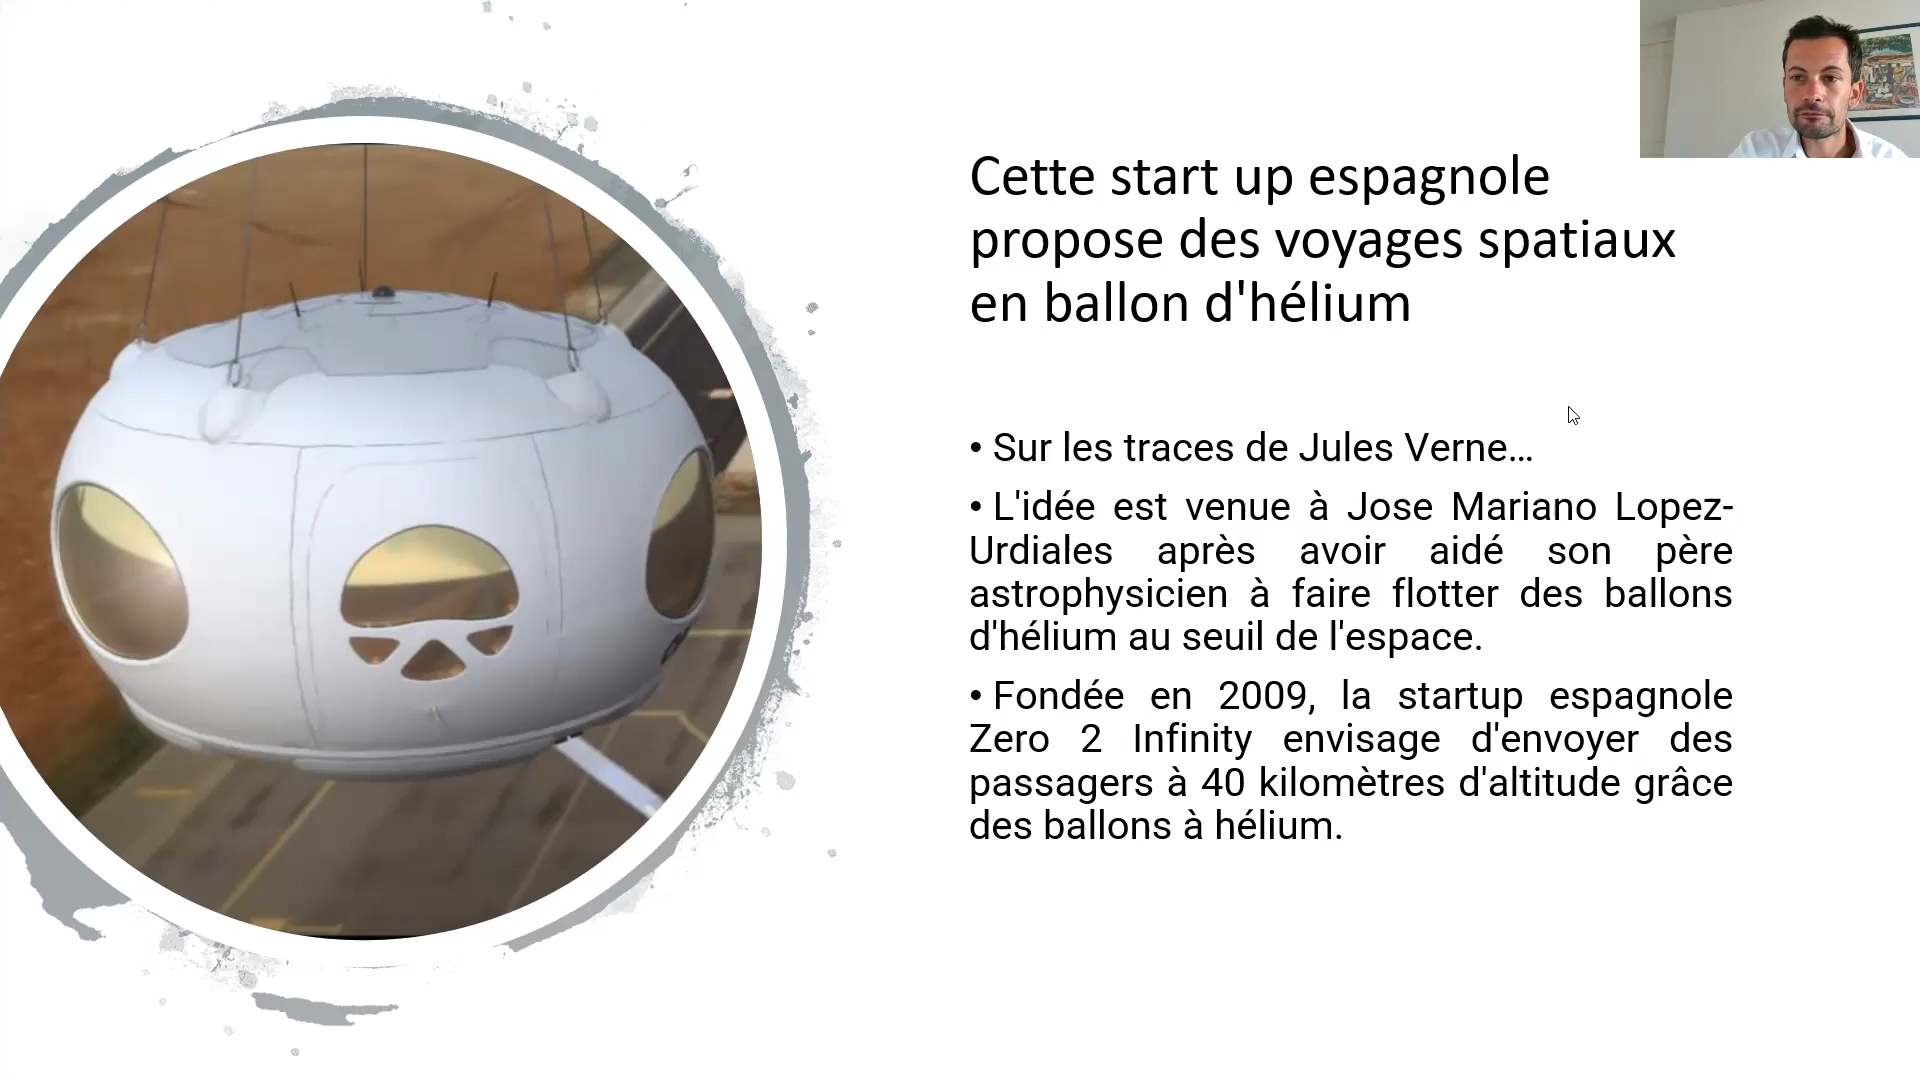 Cette start up espagnole
propose des voyages spatiaux
en ballon d'hélium
• Sur les traces de Jules Verne…
• L'idée est venue à Jose Mariano Lopez-
Urdiales après avoir aidé son père
astrophysicien à faire flotter des ballons
d'hélium au seuil de l'espace.
• Fondée en 2009, la startup espagnole
Zero 2 Infinity envisage d'envoyer des
passagers à 40 kilomètres d'altitude grâce
des ballons à hélium.